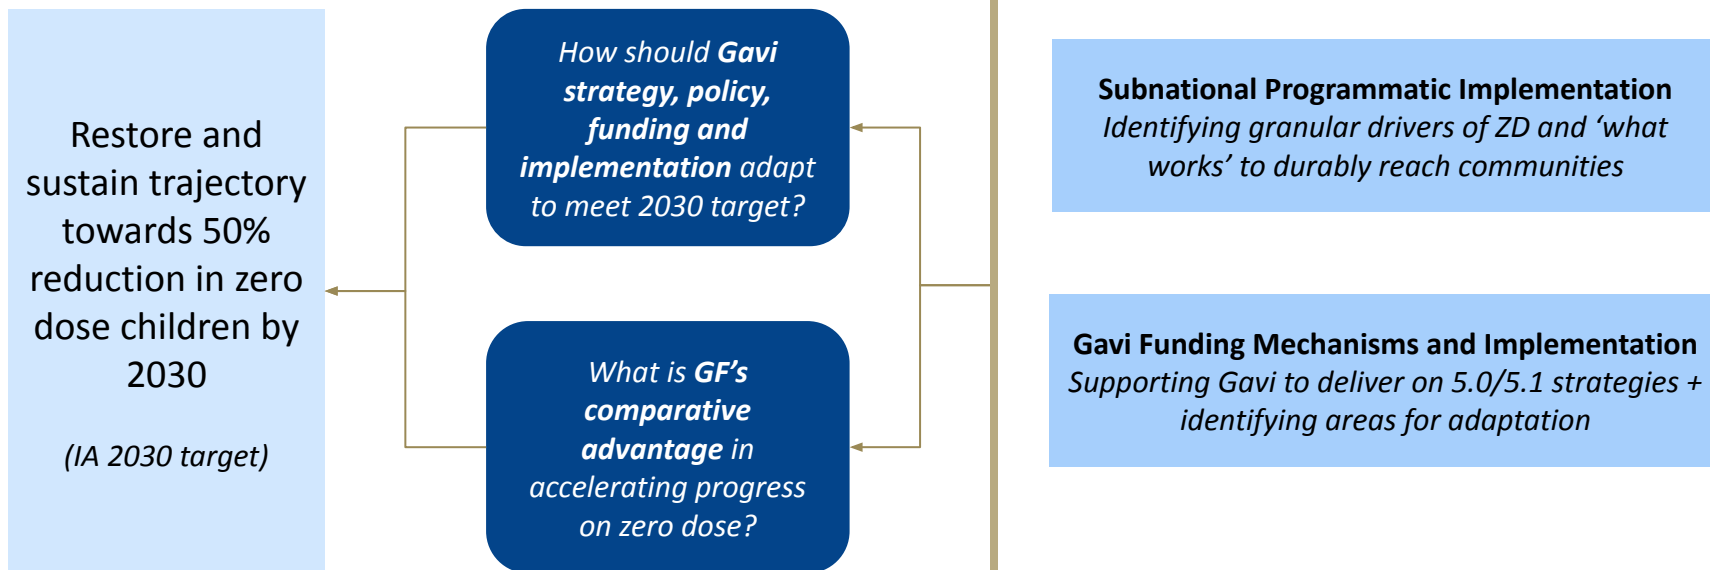 Restore and
sustain trajectory
towards 50%
reduction in zero
dose children by
2030
(IA 2030 target)
How should Gavi
strategy, policy,
funding and
implementation adapt
to meet 2030 target?
What is GF’s
comparative
advantage in
accelerating progress
on zero dose?
Subnational Programmatic Implementation
Identifying granular drivers of ZD and ‘what
works’ to durably reach communities
Gavi Funding Mechanisms and Implementation
Supporting Gavi to deliver on 5.0/5.1 strategies +
identifying areas for adaptation